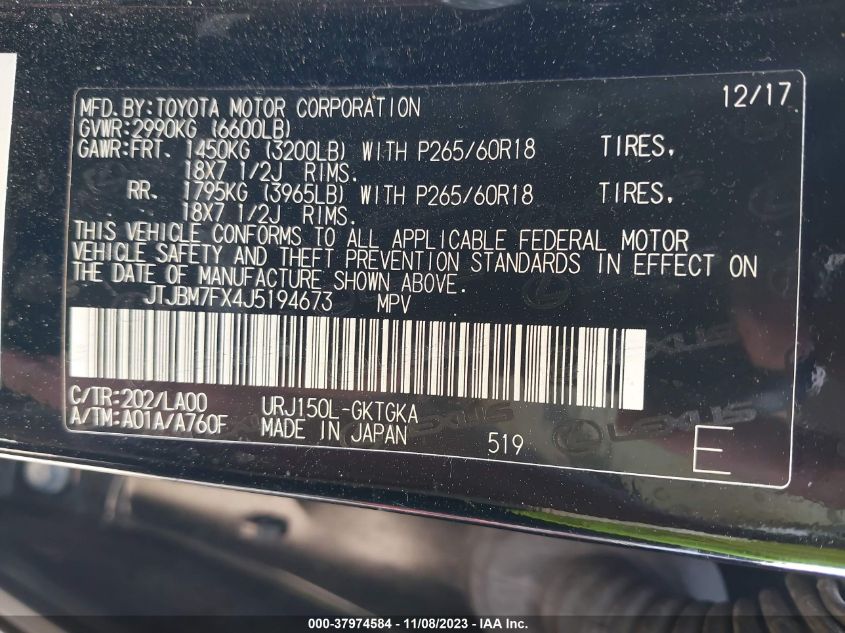 MFD.BY:TOYOTA MOTOR CORPORATION 12/17
GVWR:2990KG (6600LB)
GAWR:FRT. 1450KG (3200LB) WITH P265/60R18 TIRES,
18X7 1/2J RIMS.
RR. 1795KG (3965LB) WITH P265/60R18 TIRES,
18X7 1/2J RIMS.
THIS VEHICLE CONFORMS TO ALL APPLICABLE FEDERAL MOTOR
VEHICLE SAFETY AND THEFT PREVENTION STANDARDS IN EFFECT ON
THE DATE OF MANUFACTURE SHOWN ABOVE.
JTJBM7FX4J5194673 MPV
C/TR:202/LA00 URJ150L-GKTGKA
A/TM:A01A/A760F MADE IN JAPAN 519 E
LEXUS
LEXUS
000-37974584 - 11/08/2023 - IAA Inc.